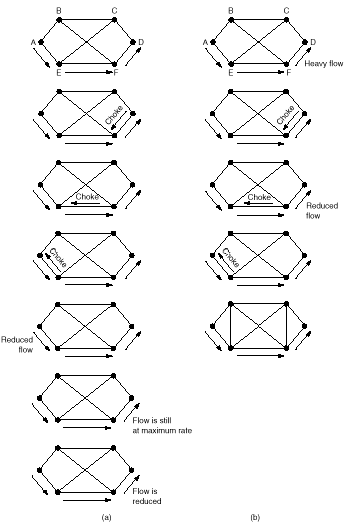 B C
A D
E F
B C
A D
E F
Heavy flow
Choke
Choke
Choke
Choke
Reduced
flow
Choke
Choke
Reduced
flow
Flow is still
at maximum rate
Flow is
reduced
(a)
(b)